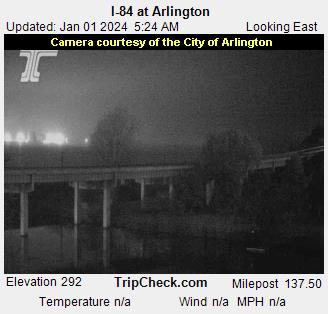 I-84 at Arlington
Updated: Jan 01 2024 5:24 AM Looking East
Camera courtesy of the City of Arlington
Elevation 292 TripCheck.com Milepost 137.50
Temperature n/a Wind n/a MPH n/a